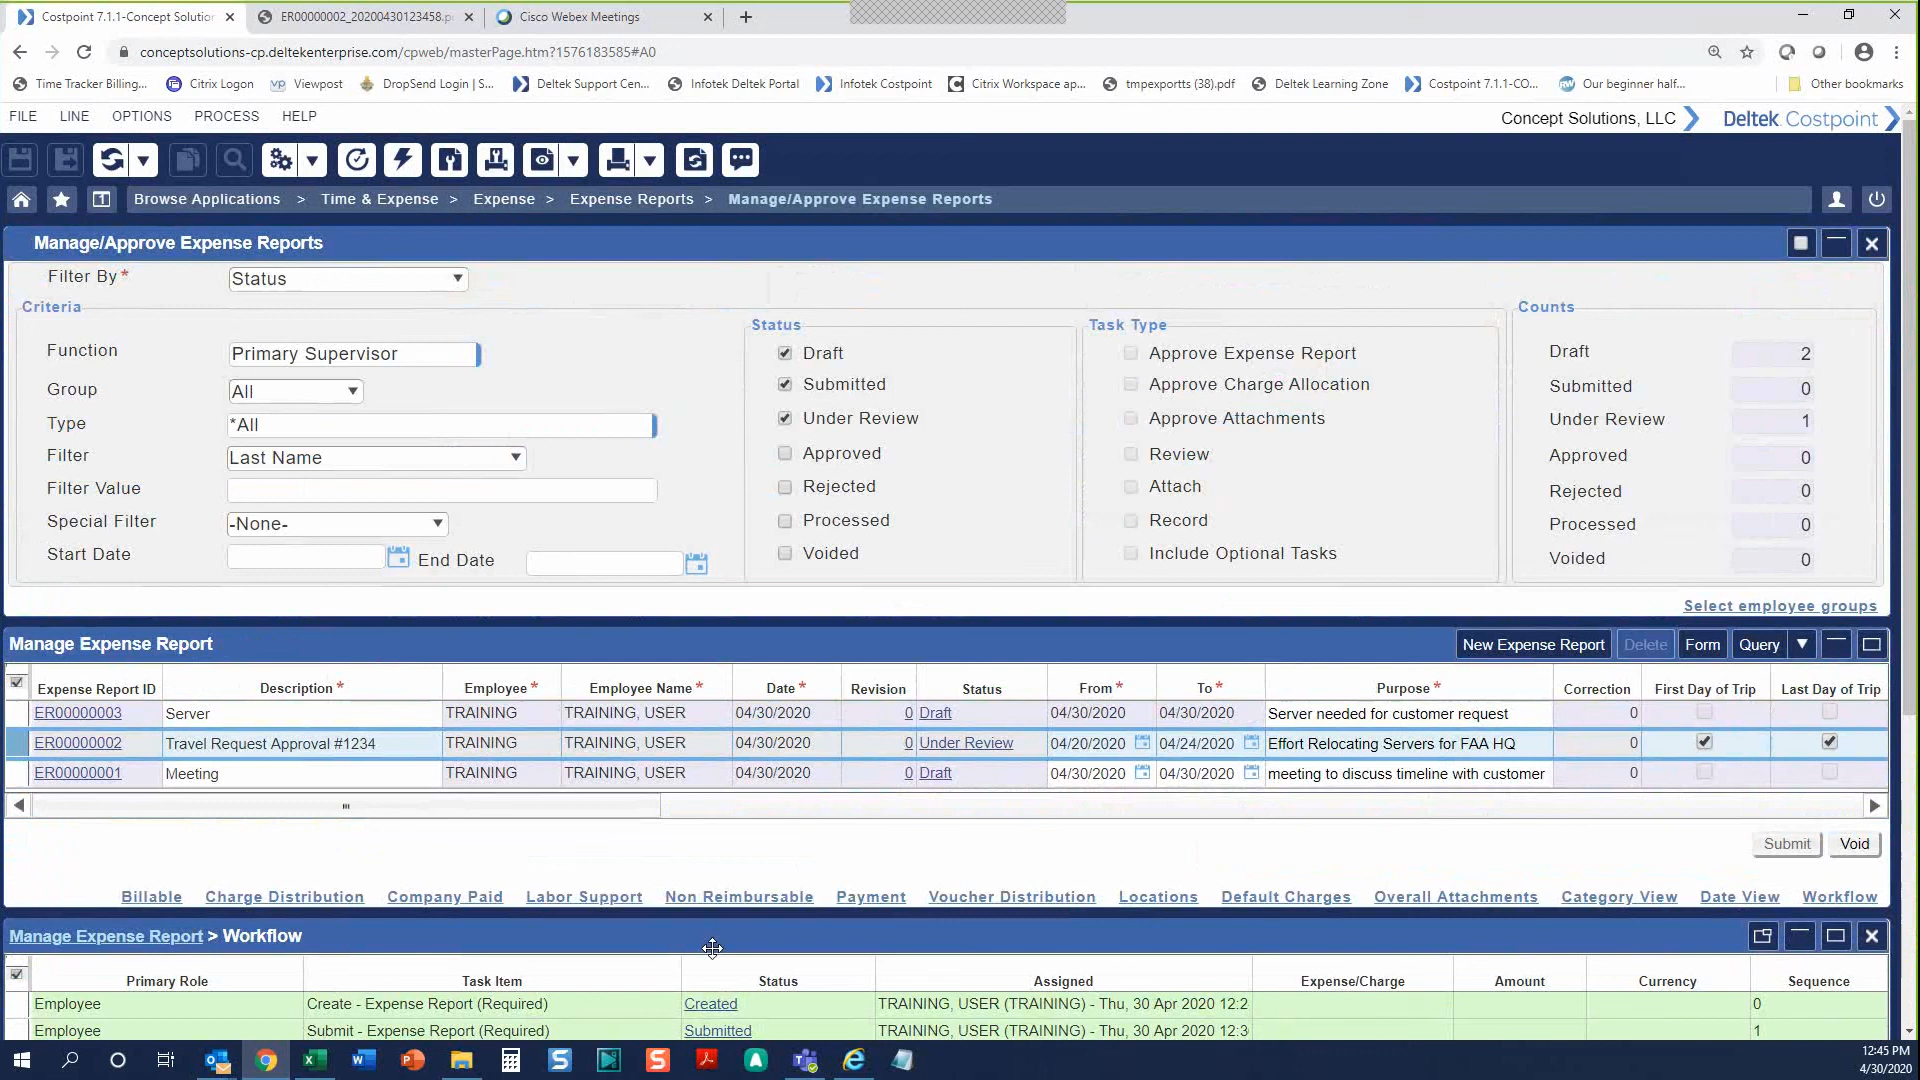 Costpoint 7.1.1-Concept Solution
ER00000002_20200430123458.p
Cisco Webex Meetings
conceptsolutions-cp.deltekenterprise.com/cpweb/masterPage.htm?1576183585#A0
Time Tracker Billing...
Citrix Logon
vp Viewpost
DropSend Login | S...
Deltek Support Cen...
Infotek Deltek Portal
Infotek Costpoint
Citrix Workspace ap...
tmpexportts (38).pdf
Deltek Learning Zone
Costpoint 7.1.1-CO...
Our beginner half...
Other bookmarks
FILE LINE OPTIONS PROCESS HELP
Concept Solutions, LLC Deltek Costpoint
Browse Applications > Time & Expense > Expense > Expense Reports > Manage/Approve Expense Reports
Manage/Approve Expense Reports
Filter By * Status
Criteria
Function Primary Supervisor
Group All
Type *All
Filter Last Name
Filter Value
Special Filter -None-
Start Date End Date
Status
Draft
Submitted
Under Review
Approved
Rejected
Processed
Voided
Task Type
Approve Expense Report
Approve Charge Allocation
Approve Attachments
Review
Attach
Record
Include Optional Tasks
Counts
Draft 2
Submitted 0
Under Review 1
Approved 0
Rejected 0
Processed 0
Voided 0
Select employee groups
Manage Expense Report New Expense Report Delete Form Query
Expense Report ID Description * Employee * Employee Name * Date * Revision Status From * To * Purpose * Correction First Day of Trip Last Day of Trip
ER00000003 Server TRAINING TRAINING, USER 04/30/2020 0 Draft 04/30/2020 04/30/2020 Server needed for customer request 0
ER00000002 Travel Request Approval #1234 TRAINING TRAINING, USER 04/30/2020 0 Under Review 04/20/2020 04/24/2020 Effort Relocating Servers for FAA HQ 0
ER00000001 Meeting TRAINING TRAINING, USER 04/30/2020 0 Draft 04/30/2020 04/30/2020 meeting to discuss timeline with customer 0
Submit Void
Billable Charge Distribution Company Paid Labor Support Non Reimbursable Payment Voucher Distribution Locations Default Charges Overall Attachments Category View Date View Workflow
Manage Expense Report > Workflow
Primary Role Task Item Status Assigned Expense/Charge Amount Currency Sequence
Employee Create - Expense Report (Required) Created TRAINING, USER (TRAINING) - Thu, 30 Apr 2020 12:2 0
Employee Submit - Expense Report (Required) Submitted TRAINING, USER (TRAINING) - Thu, 30 Apr 2020 12:3 1
12:45 PM
4/30/2020